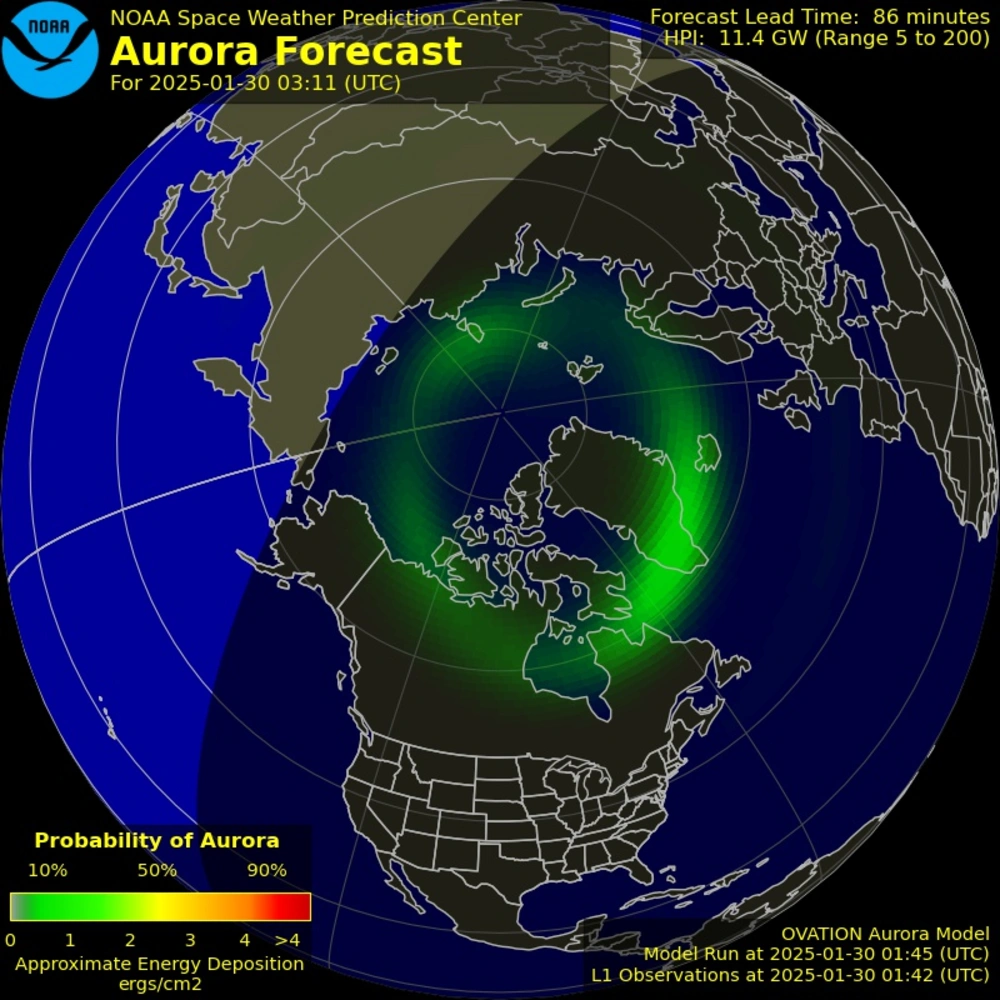 NOAA
NOAA Space Weather Prediction Center
Aurora Forecast
For 2025-01-30 03:11 (UTC)
Forecast Lead Time: 86 minutes
HPI: 11.4 GW (Range 5 to 200)
Probability of Aurora
10% 50% 90%
0 1 2 3 4 >4
Approximate Energy Deposition
ergs/cm2
OVATION Aurora Model
Model Run at 2025-01-30 01:45 (UTC)
L1 Observations at 2025-01-30 01:42 (UTC)